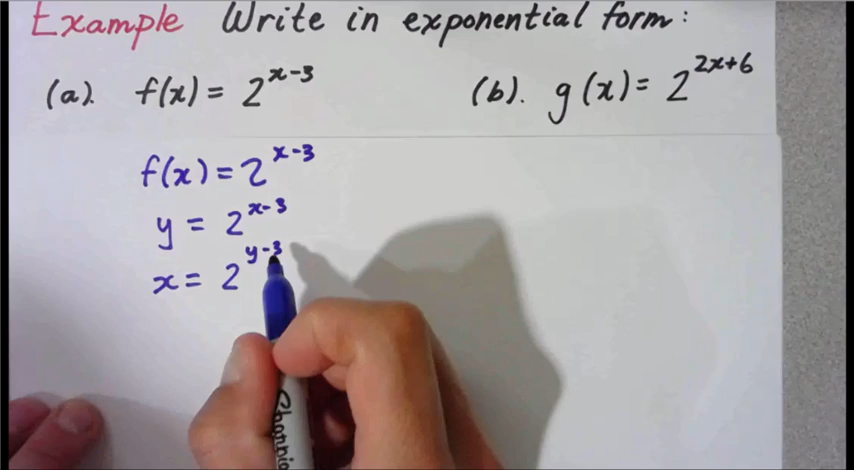 Example Write in exponential form:
(a). f(x) = 2^{x-3} (b). g(x) = 2^{2x+6}
f(x) = 2^{x-3}
y = 2^{x-3}
x = 2^{y-3}